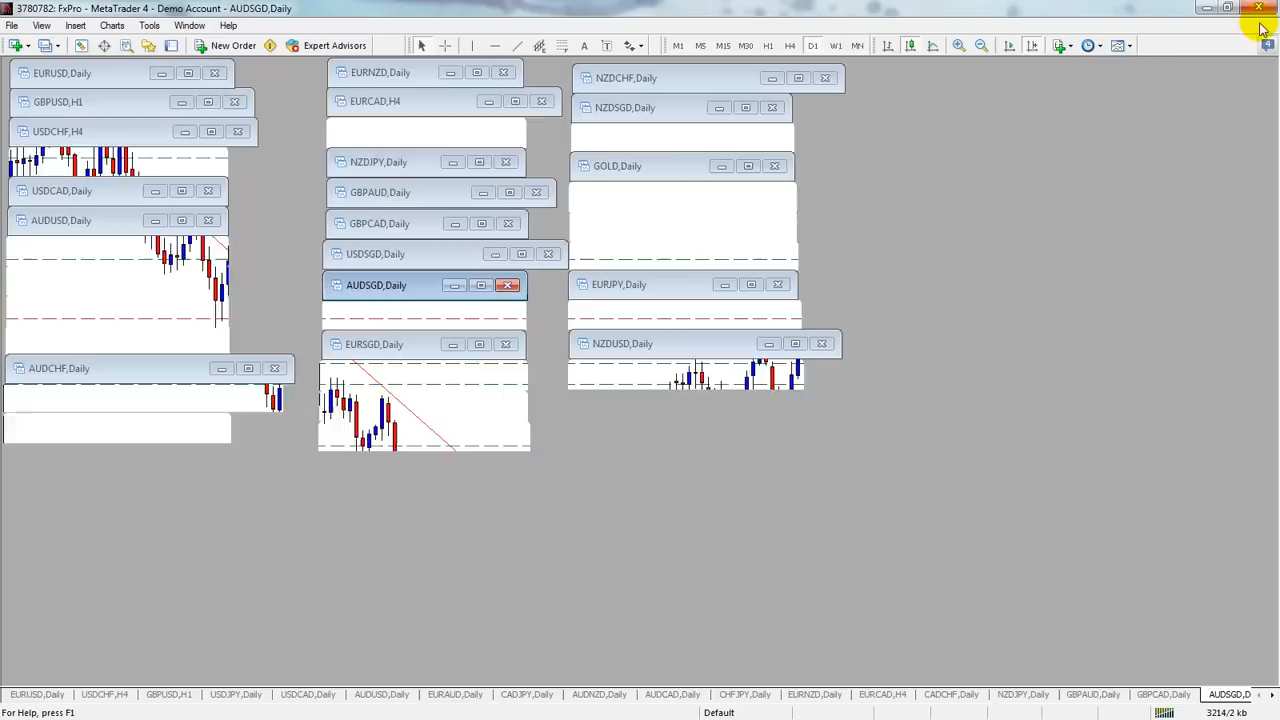 3780782: FxPro - MetaTrader 4 - Demo Account - AUDSGD,Daily
File View Insert Charts Tools Window Help
New Order Expert Advisors A T M1 M5 M15 M30 H1 H4 D1 W1 MN 4
EURUSD,Daily
GBPUSD,H1
USDCHF,H4
USDCAD,Daily
AUDUSD,Daily
AUDCHF,Daily
EURNZD,Daily
EURCAD,H4
NZDJPY,Daily
GBPAUD,Daily
GBPCAD,Daily
USDSGD,Daily
AUDSGD,Daily
EURSGD,Daily
NZDCHF,Daily
NZDSGD,Daily
GOLD,Daily
EURJPY,Daily
NZDUSD,Daily
EURUSD,Daily USDCHF,H4 GBPUSD,H1 USDJPY,Daily USDCAD,Daily AUDUSD,Daily EURAUD,Daily CADJPY,Daily AUDNZD,Daily AUDCAD,Daily CHFJPY,Daily EURNZD,Daily EURCAD,H4 CADCHF,Daily NZDJPY,Daily GBPAUD,Daily GBPCAD,Daily AUDSGD,D
For Help, press F1 Default 3214/2 kb